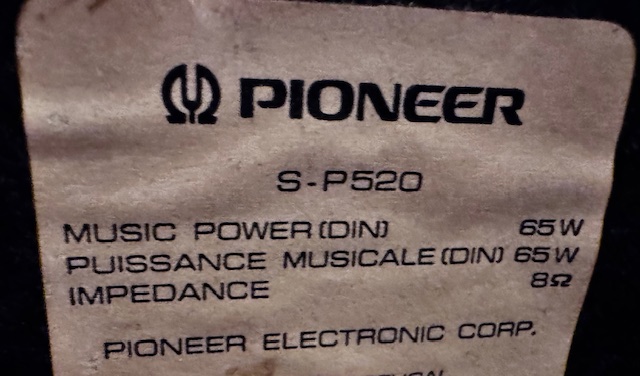 PIONEER
S-P520
MUSIC POWER (DIN) 65W
PUISSANCE MUSICALE (DIN) 65W
IMPEDANCE 8Ω
PIONEER ELECTRONIC CORP.